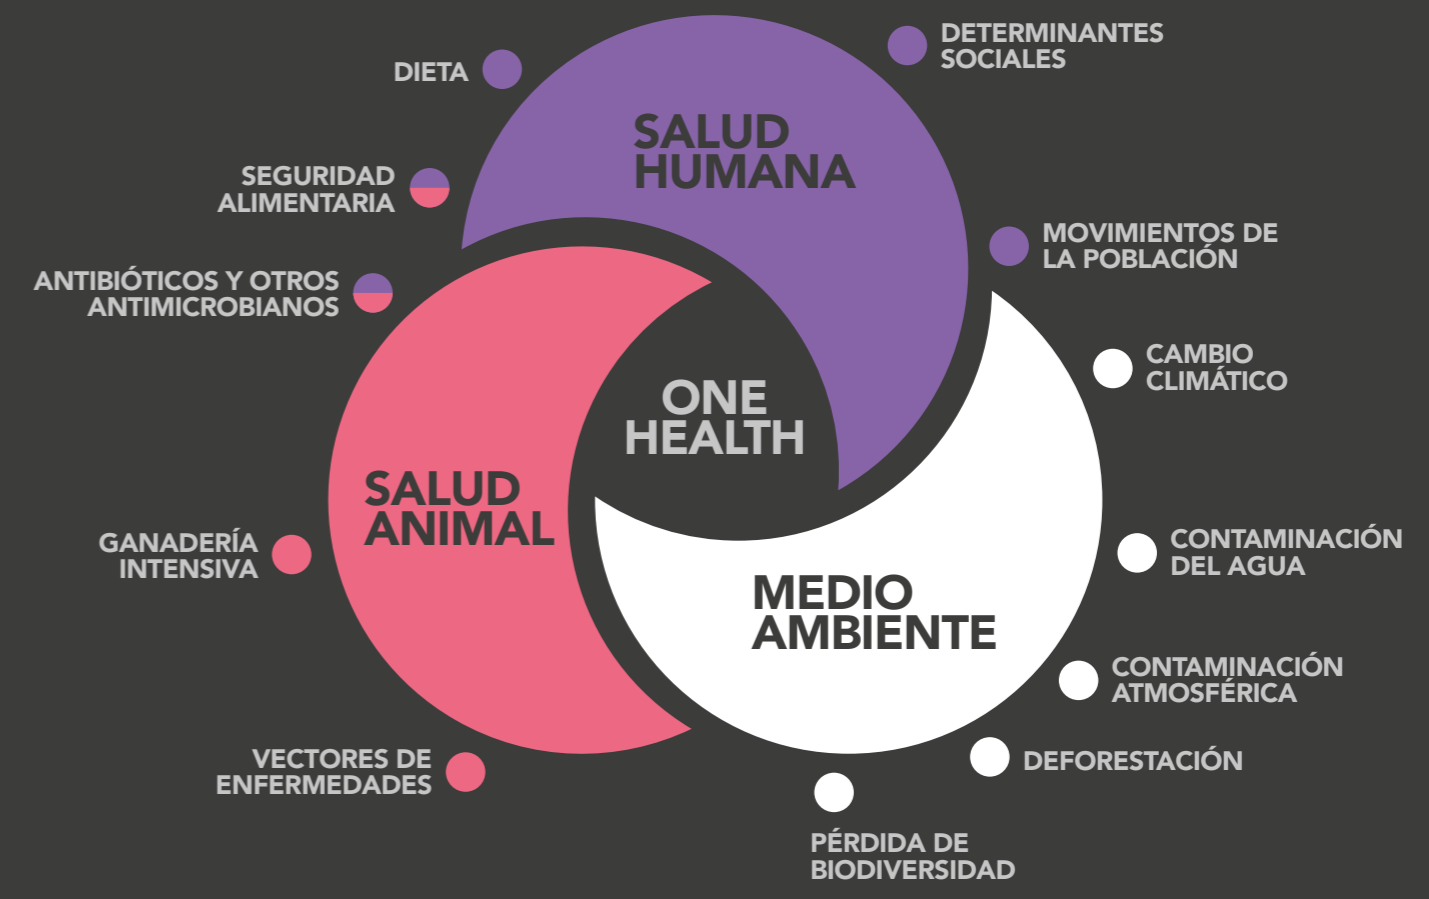 DETERMINANTES
SOCIALES
DIETA
SALUD
HUMANA
SEGURIDAD
ALIMENTARIA
MOVIMIENTOS DE
LA POBLACIÓN
ANTIBIÓTICOS Y OTROS
ANTIMICROBIANOS
CAMBIO
CLIMÁTICO
ONE
HEALTH
SALUD
ANIMAL
GANADERÍA
INTENSIVA
CONTAMINACIÓN
DEL AGUA
MEDIO
AMBIENTE
CONTAMINACIÓN
ATMOSFÉRICA
VECTORES DE
ENFERMEDADES
DEFORESTACIÓN
PÉRDIDA DE
BIODIVERSIDAD